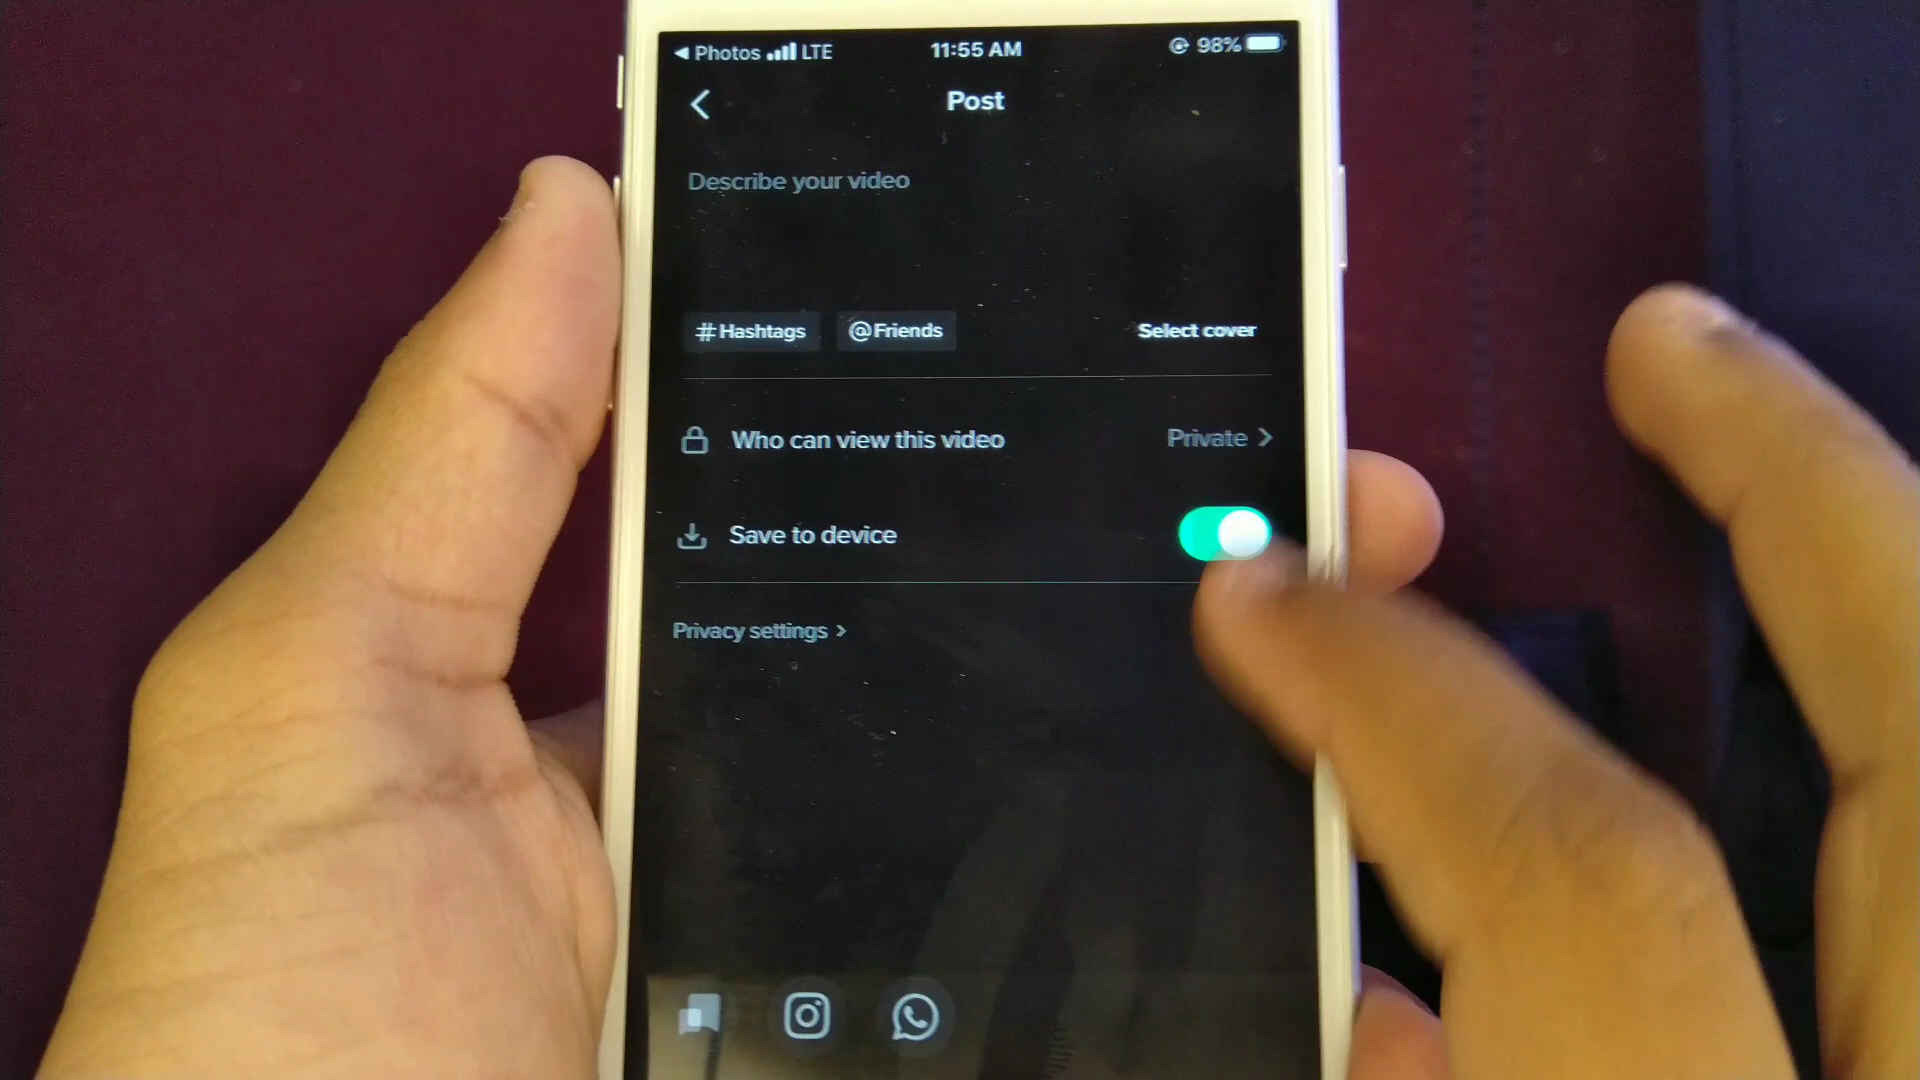 Photos LTE 11:55 AM 98%
Post
Describe your video
#Hashtags @Friends Select cover
Who can view this video Private
Save to device
Privacy settings